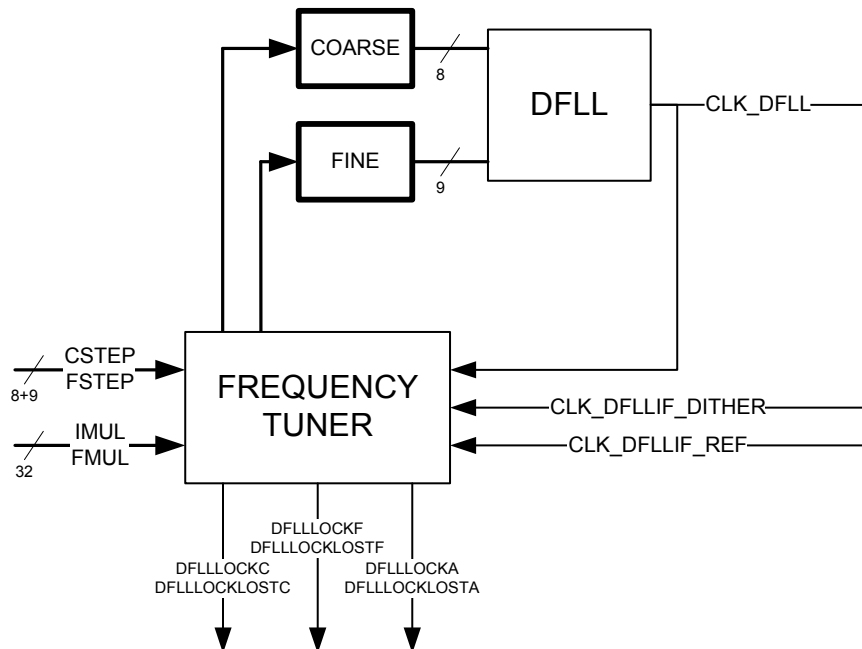 COARSE
8
DFLL
CLK_DFLL
FINE
9
CSTEP
FSTEP
8+9
FREQUENCY
TUNER
CLK_DFLLIF_DITHER
IMUL
FMUL
32
CLK_DFLLIF_REF
DFLLLOCKF
DFLLLOCKLOSTF
DFLLLOCKC
DFLLLOCKLOSTC
DFLLLOCKA
DFLLLOCKLOSTA